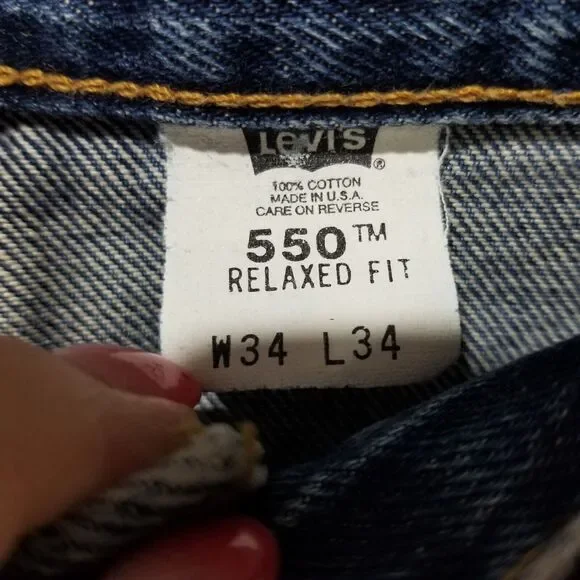 Levi's ®
100% COTTON
MADE IN U.S.A.
CARE ON REVERSE
550™
RELAXED FIT
W34 L34